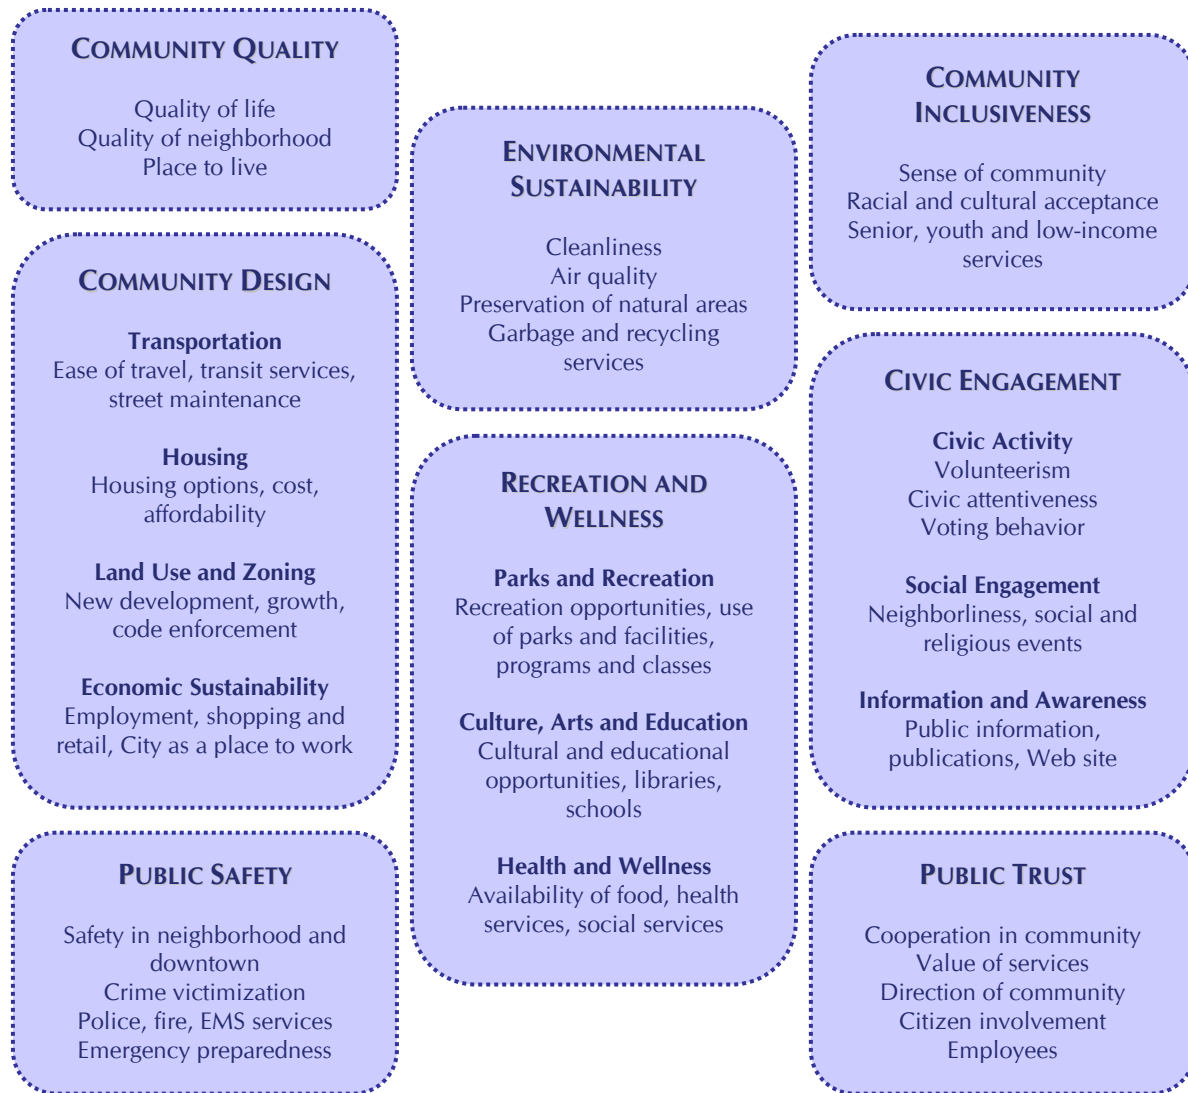 COMMUNITY QUALITY
Quality of life
Quality of neighborhood
Place to live
COMMUNITY DESIGN
Transportation
Ease of travel, transit services,
street maintenance
Housing
Housing options, cost,
affordability
Land Use and Zoning
New development, growth,
code enforcement
Economic Sustainability
Employment, shopping and
retail, City as a place to work
PUBLIC SAFETY
Safety in neighborhood and
downtown
Crime victimization
Police, fire, EMS services
Emergency preparedness
ENVIRONMENTAL
SUSTAINABILITY
Cleanliness
Air quality
Preservation of natural areas
Garbage and recycling
services
RECREATION AND
WELLNESS
Parks and Recreation
Recreation opportunities, use
of parks and facilities,
programs and classes
Culture, Arts and Education
Cultural and educational
opportunities, libraries,
schools
Health and Wellness
Availability of food, health
services, social services
COMMUNITY
INCLUSIVENESS
Sense of community
Racial and cultural acceptance
Senior, youth and low-income
services
CIVIC ENGAGEMENT
Civic Activity
Volunteerism
Civic attentiveness
Voting behavior
Social Engagement
Neighborliness, social and
religious events
Information and Awareness
Public information,
publications, Web site
PUBLIC TRUST
Cooperation in community
Value of services
Direction of community
Citizen involvement
Employees